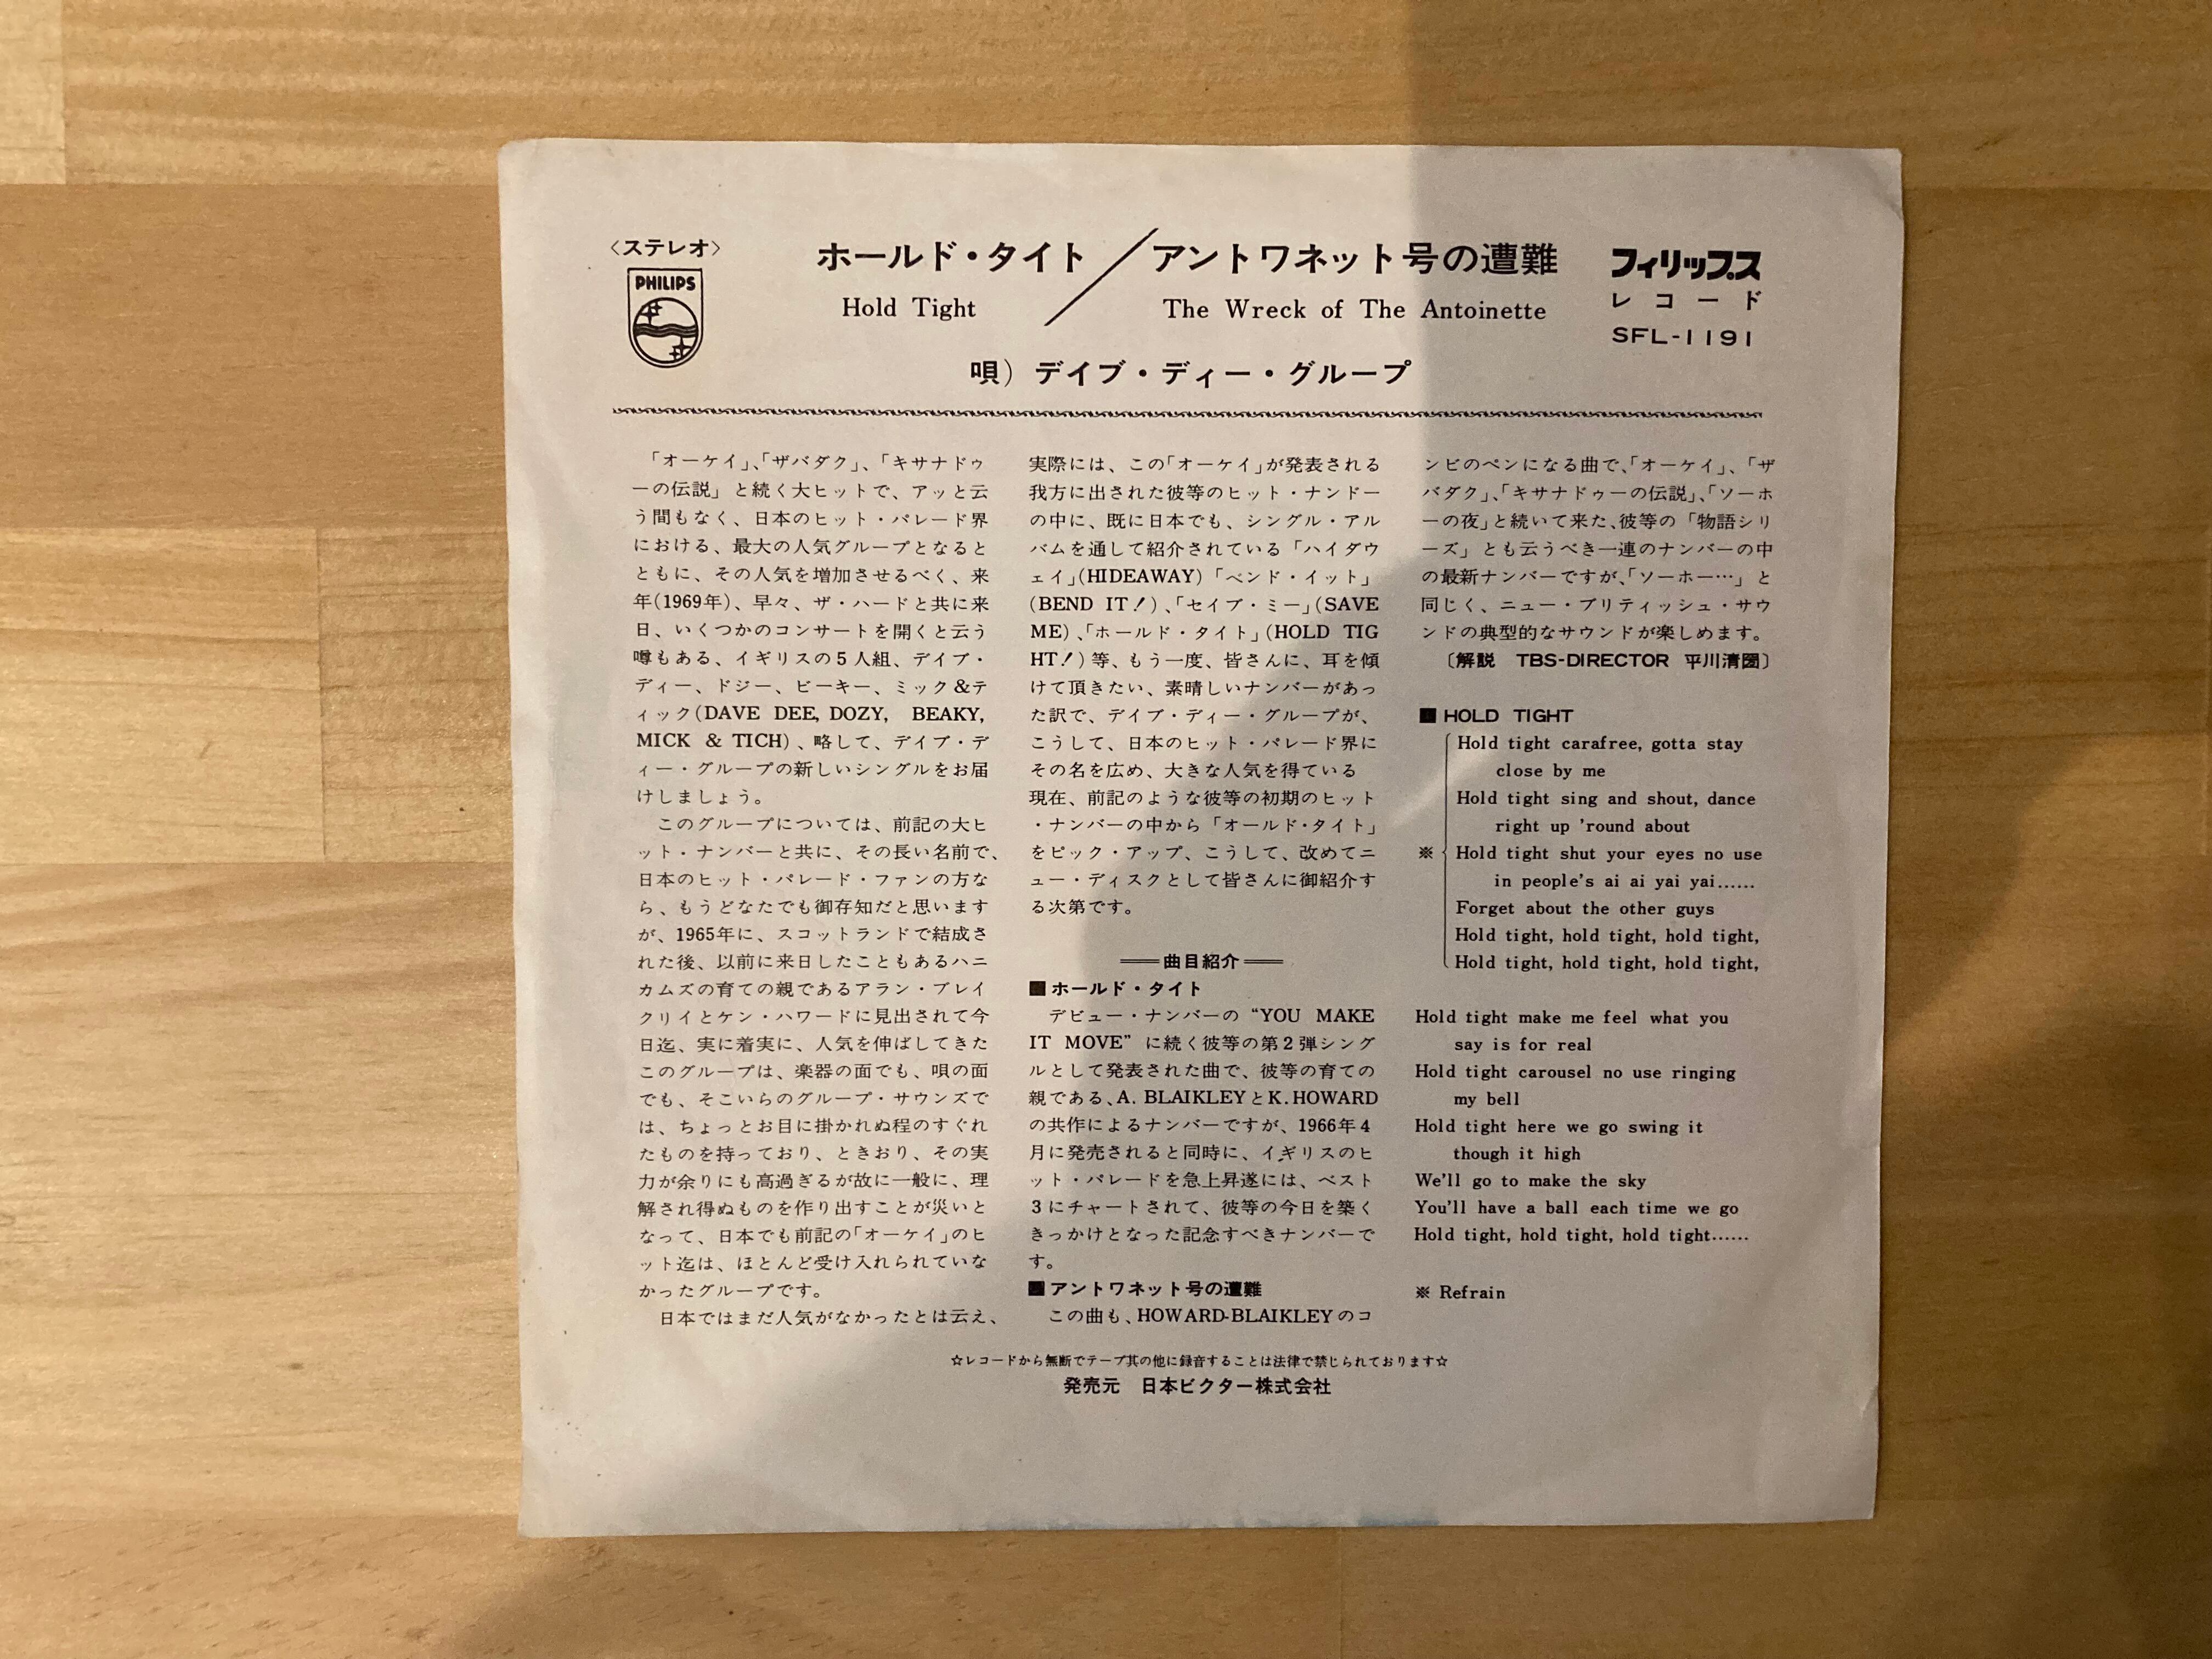 〈ステレオ〉
PHILIPS
ホールド・タイト／アントワネット号の遭難
Hold Tight
The Wreck of The Antoinette
唄）デイブ・ディー・グループ
フィリップス
レコード
SFL-1191
「オーケイ」、「ザバダク」、「キサナドゥ
ーの伝説」と続く大ヒットで、アッと云
う間もなく、日本のヒット・パレード界
における、最大の人気グループとなると
ともに、その人気を増加させるべく、来
年(1969年)、早々、ザ・ハードと共に来
日、いくつかのコンサートを開くと云う
噂もある、イギリスの5人組、デイブ・
ディー、ドジー、ビーキー、ミック&テ
ィック(DAVE DEE, DOZY, BEAKY,
MICK & TICH)、略して、デイブ・デ
ィー・グループの新しいシングルをお届
けしましょう。
このグループについては、前記の大ヒ
ット・ナンバーと共に、その長い名前で、
日本のヒット・パレード・ファンの方な
ら、もうどなたでも御存知だと思います
が、1965年に、スコットランドで結成さ
れた後、以前に来日したこともあるハニ
カムズの育ての親であるアラン・ブレイ
クリイとケン・ハワードに見出されて今
日迄、実に着実に、人気を伸ばしてきた
このグループは、楽器の面でも、唄の面
でも、そこいらのグループ・サウンズで
は、ちょっとお目に掛かれぬ程のすぐれ
たものを持っており、ときおり、その実
力が余りにも高過ぎるが故に一般に、理
解され得ぬものを作り出すことが災いと
なって、日本でも前記の「オーケイ」のヒ
ット迄は、ほとんど受け入れられていな
かったグループです。
日本ではまだ人気がなかったとは云え、
実際には、この「オーケイ」が発表される
我方に出された彼等のヒット・ナンドー
の中に、既に日本でも、シングル・アル
バムを通して紹介されている「ハイダウ
ェイ」(HIDEAWAY)「ベンド・イット」
(BEND IT!)、「セイブ・ミー」(SAVE
ME)、「ホールド・タイト」(HOLD TIG
HT!)等、もう一度、皆さんに、耳を傾
けて頂きたい、素晴しいナンバーがあっ
た訳で、デイブ・ディー・グループが、
こうして、日本のヒット・パレード界に
その名を広め、大きな人気を得ている
現在、前記のような彼等の初期のヒット
・ナンバーの中から「オールド・タイト」
をピック・アップ、こうして、改めてニ
ュー・ディスクとして皆さんに御紹介す
る次第です。
══曲目紹介══
■ホールド・タイト
デビュー・ナンバーの “YOU MAKE
IT MOVE” に続く彼等の第2弾シング
ルとして発表された曲で、彼等の育ての
親である、A. BLAIKLEYとK.HOWARD
の共作によるナンバーですが、1966年4
月に発売されると同時に、イギリスのヒ
ット・パレードを急上昇遂には、ベスト
3にチャートされて、彼等の今日を築く
きっかけとなった記念すべきナンバーで
す。
■アントワネット号の遭難
この曲も、HOWARD-BLAIKLEYのコ
ンビのペンになる曲で、「オーケイ」、「ザ
バダク」、「キサナドゥーの伝説」、「ソーホ
ーの夜」と続いて来た、彼等の「物語シリ
ーズ」とも云うべき一連のナンバーの中
の最新ナンバーですが、「ソーホー…」と
同じく、ニュー・ブリティッシュ・サウ
ンドの典型的なサウンドが楽しめます。
〔解説 TBS-DIRECTOR 平川清圀〕
■ HOLD TIGHT
Hold tight carafree, gotta stay
close by me
Hold tight sing and shout, dance
right up 'round about
※ Hold tight shut your eyes no use
in people's ai ai yai yai……
Forget about the other guys
Hold tight, hold tight, hold tight,
Hold tight, hold tight, hold tight,
Hold tight make me feel what you
say is for real
Hold tight carousel no use ringing
my bell
Hold tight here we go swing it
though it high
We'll go to make the sky
You'll have a ball each time we go
Hold tight, hold tight, hold tight……
※ Refrain
☆レコードから無断でテープ其の他に録音することは法律で禁じられております☆
発売元 日本ビクター株式会社